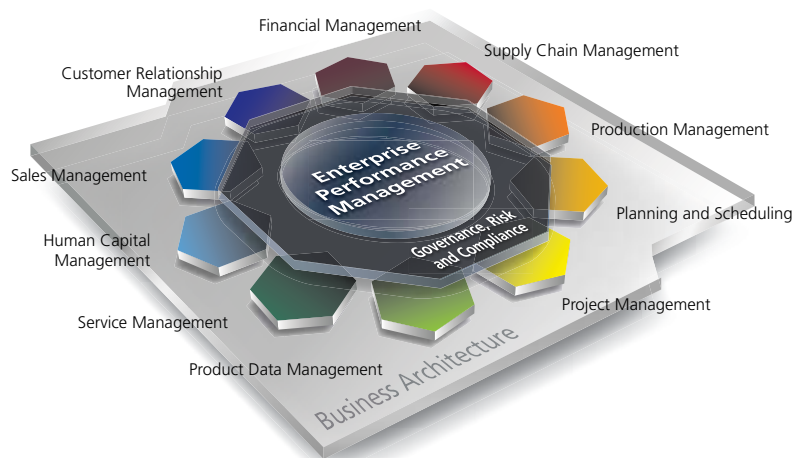 Financial Management
Supply Chain Management
Customer Relationship
Management
Production Management
Enterprise
Performance
Management
Sales Management
Planning and Scheduling
Governance, Risk
and Compliance
Human Capital
Management
Project Management
Service Management
Product Data Management
Business Architecture